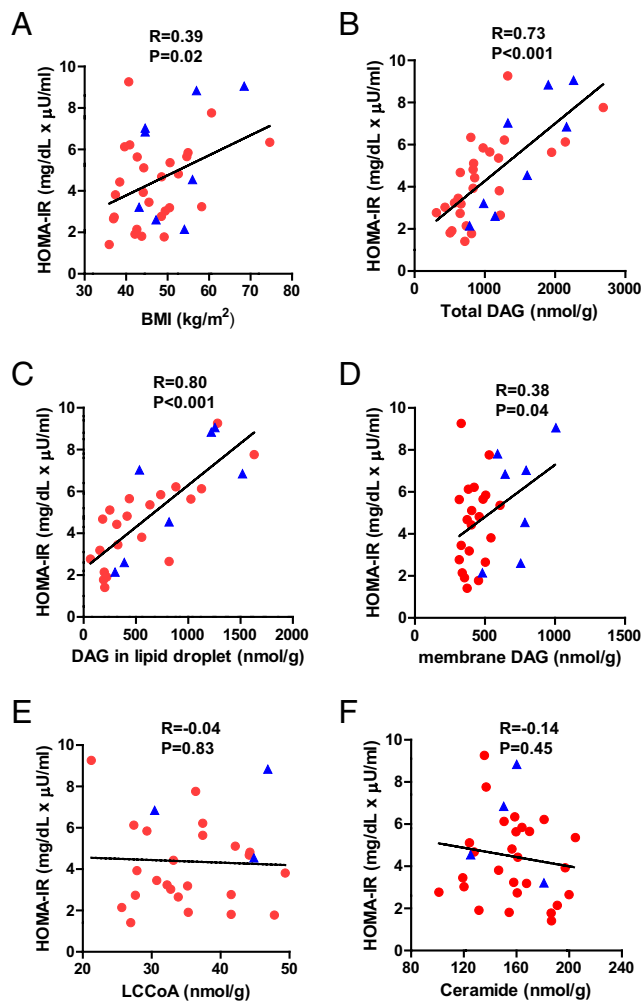 A
R=0.39
P=0.02
HOMA-IR (mg/dL x μU/ml)
10
8
6
4
2
0
30 40 50 60 70 80
BMI (kg/m²)
B
R=0.73
P<0.001
HOMA-IR (mg/dL x μU/ml)
10
8
6
4
2
0
0 1000 2000 3000
Total DAG (nmol/g)
C
R=0.80
P<0.001
HOMA-IR (mg/dL x μU/ml)
10
8
6
4
2
0
0 500 1000 1500 2000
DAG in lipid droplet (nmol/g)
D
R=0.38
P=0.04
HOMA-IR (mg/dL x μU/ml)
10
8
6
4
2
0
0 500 1000 1500
membrane DAG (nmol/g)
E
R=-0.04
P=0.83
HOMA-IR (mg/dL x μU/ml)
10
8
6
4
2
0
20 30 40 50
LCCoA (nmol/g)
F
R=-0.14
P=0.45
HOMA-IR (mg/dL x μU/ml)
10
8
6
4
2
0
80 120 160 200 240
Ceramide (nmol/g)